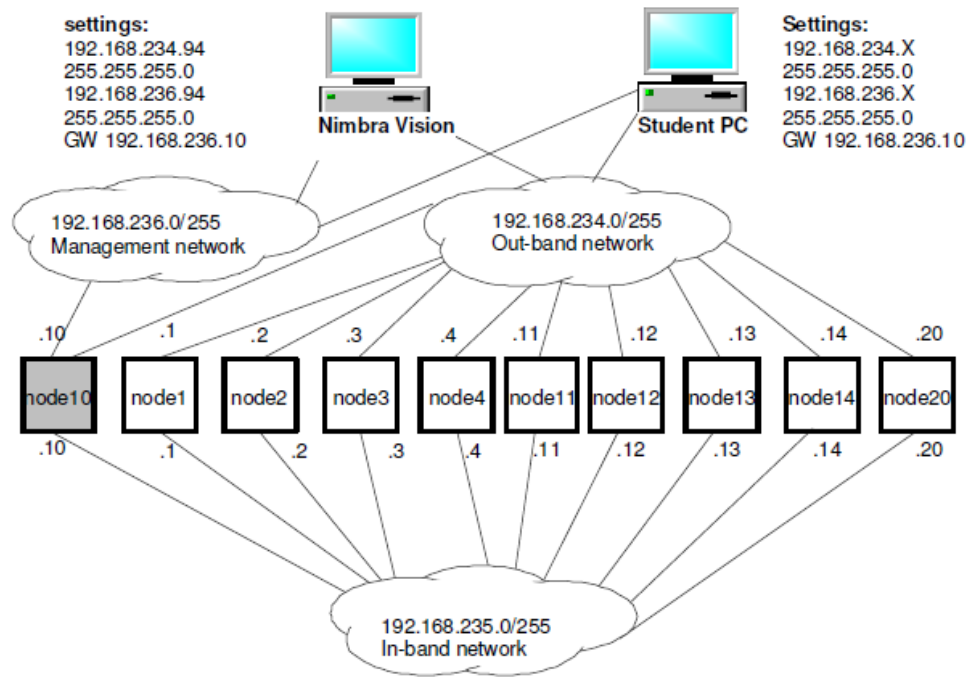 settings:
192.168.234.94
255.255.255.0
192.168.236.94
255.255.255.0
GW 192.168.236.10
Nimbra Vision
Student PC
Settings:
192.168.234.X
255.255.255.0
192.168.236.X
255.255.255.0
GW 192.168.236.10
192.168.236.0/255
Management network
192.168.234.0/255
Out-band network
.10 .1 .2 .3 .4 .11 .12 .13 .14 .20
node10 node1 node2 node3 node4 node11 node12 node13 node14 node20
.10 .1 .2 .3 .4 .11 .12 .13 .14 .20
192.168.235.0/255
In-band network